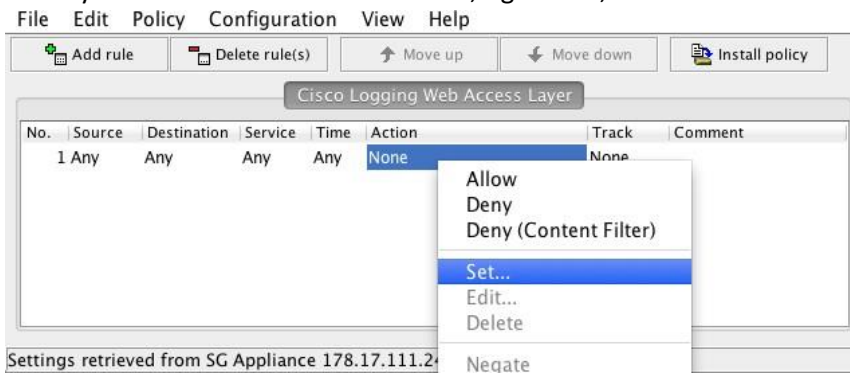 File Edit Policy Configuration View Help
Add rule Delete rule(s) Move up Move down Install policy
Cisco Logging Web Access Layer
No. Source Destination Service Time Action Track Comment
1 Any Any Any Any None None
Allow
Deny
Deny (Content Filter)
Set...
Edit...
Delete
Settings retrieved from SG Appliance 178.17.111.24
Negate